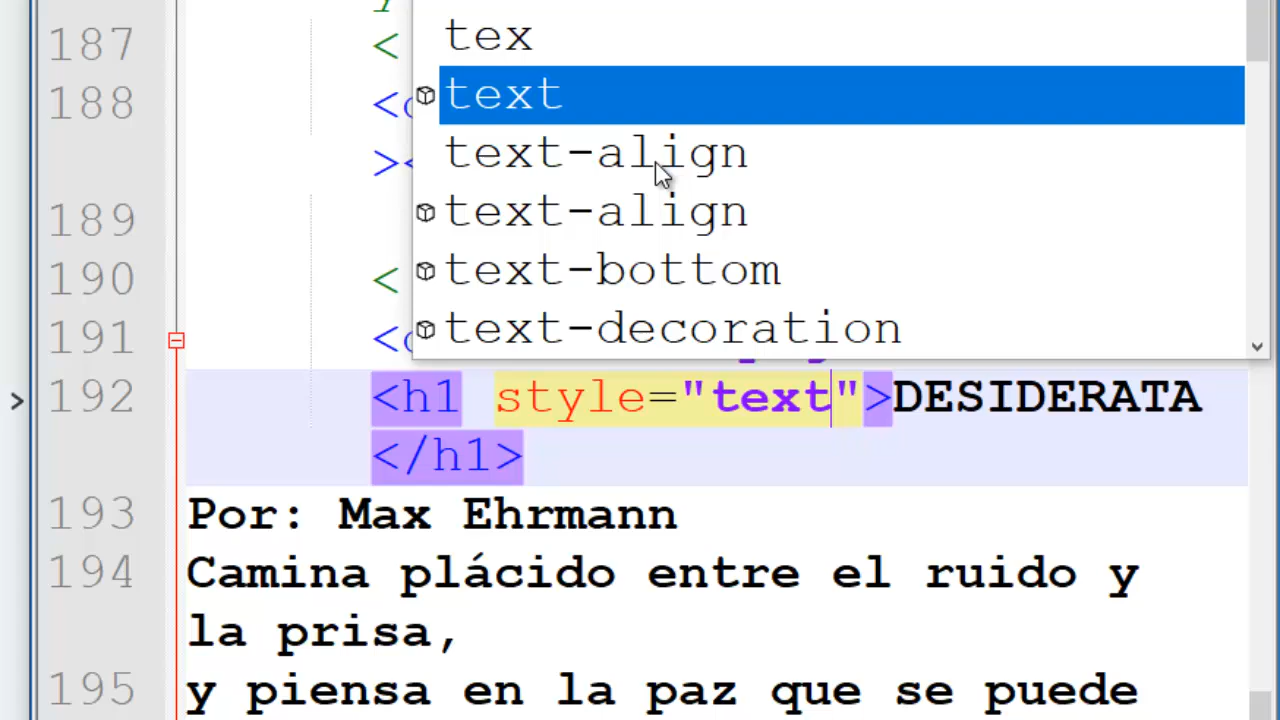 187 <
tex
188 <
text
><
text-align
189
text-align
190 <
text-bottom
191 <
text-decoration
192 <h1 style="text">DESIDERATA
</h1>
193 Por: Max Ehrmann
194 Camina plácido entre el ruido y
la prisa,
195 y piensa en la paz que se puede